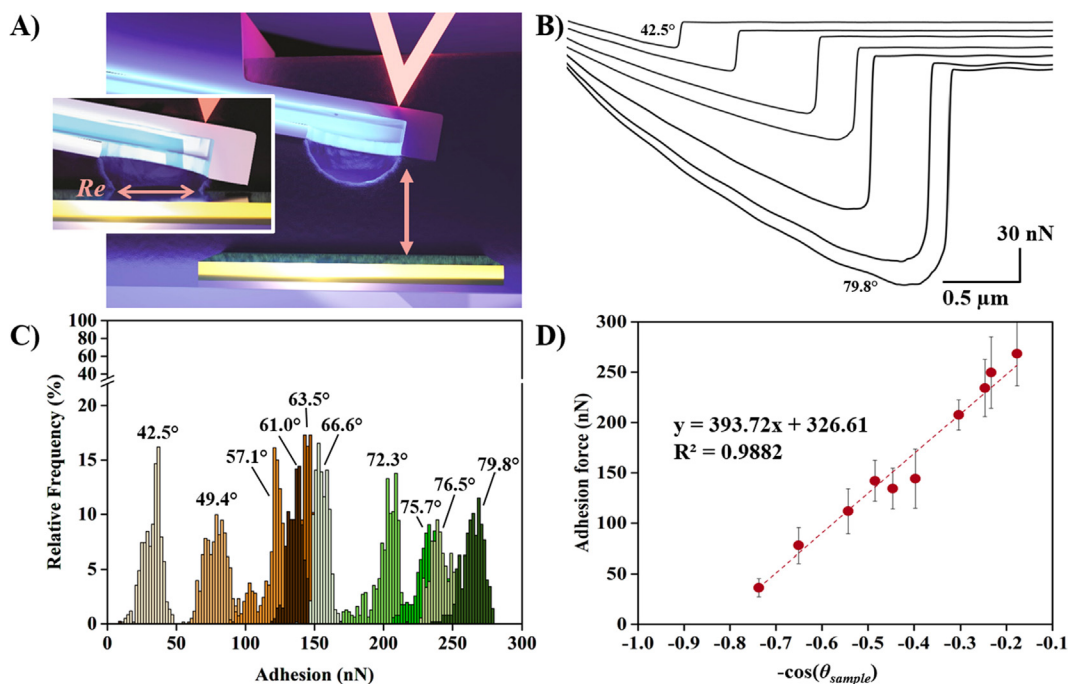 A)
Re
B)
42.5°
79.8°
30 nN
0.5 µm
C)
Relative Frequency (%)
100
80
60
40
20
15
10
5
0
42.5°
49.4°
57.1°
61.0°
63.5°
66.6°
72.3°
75.7°
76.5°
79.8°
0 50 100 150 200 250 300
Adhesion (nN)
D)
Adhesion force (nN)
300
250
200
150
100
50
0
y = 393.72x + 326.61
R² = 0.9882
-1.0 -0.9 -0.8 -0.7 -0.6 -0.5 -0.4 -0.3 -0.2 -0.1
-cos(θsample)